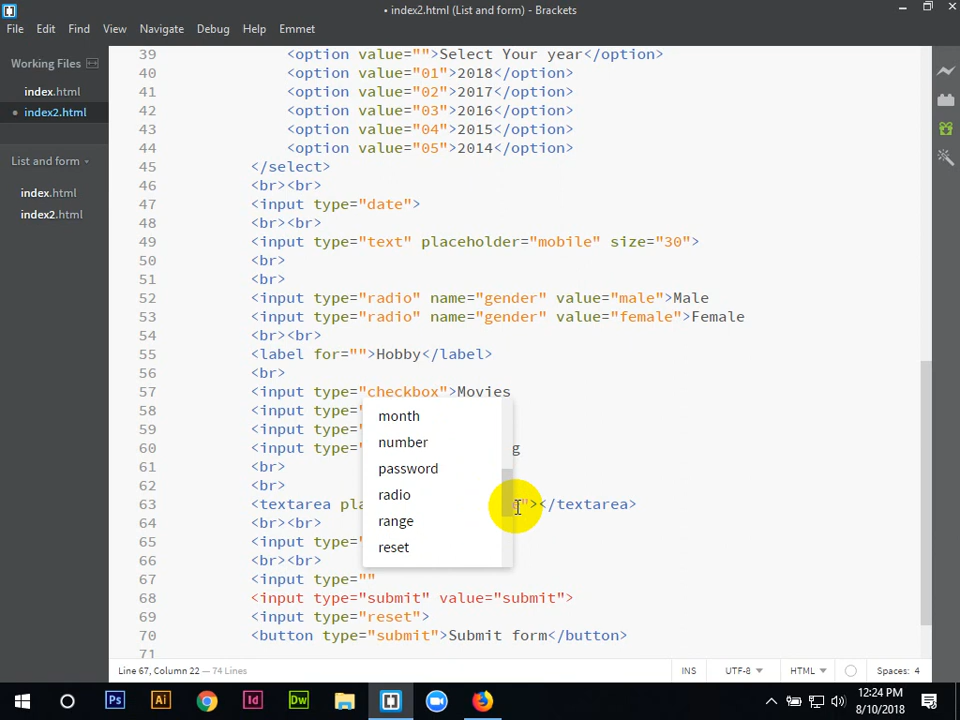 • index2.html (List and form) - Brackets
File Edit Find View Navigate Debug Help Emmet
Working Files
index.html
• index2.html
List and form
index.html
index2.html
39 <option value="">Select Your year</option>
40 <option value="01">2018</option>
41 <option value="02">2017</option>
42 <option value="03">2016</option>
43 <option value="04">2015</option>
44 <option value="05">2014</option>
45 </select>
46 <br><br>
47 <input type="date">
48 <br><br>
49 <input type="text" placeholder="mobile" size="30">
50 <br>
51 <br>
52 <input type="radio" name="gender" value="male">Male
53 <input type="radio" name="gender" value="female">Female
54 <br><br>
55 <label for="">Hobby</label>
56 <br>
57 <input type="checkbox">Movies
58 <input type="
59 <input type="
60 <input type=" g
61 <br>
62 <br>
63 <textarea pla "></textarea>
64 <br><br>
65 <input type="
66 <br><br>
67 <input type=""
68 <input type="submit" value="submit">
69 <input type="reset">
70 <button type="submit">Submit form</button>
71
month
number
password
radio
range
reset
Line 67, Column 22 — 74 Lines
INS UTF-8 HTML Spaces: 4
Ps Ai Id Dw
12:24 PM
8/10/2018